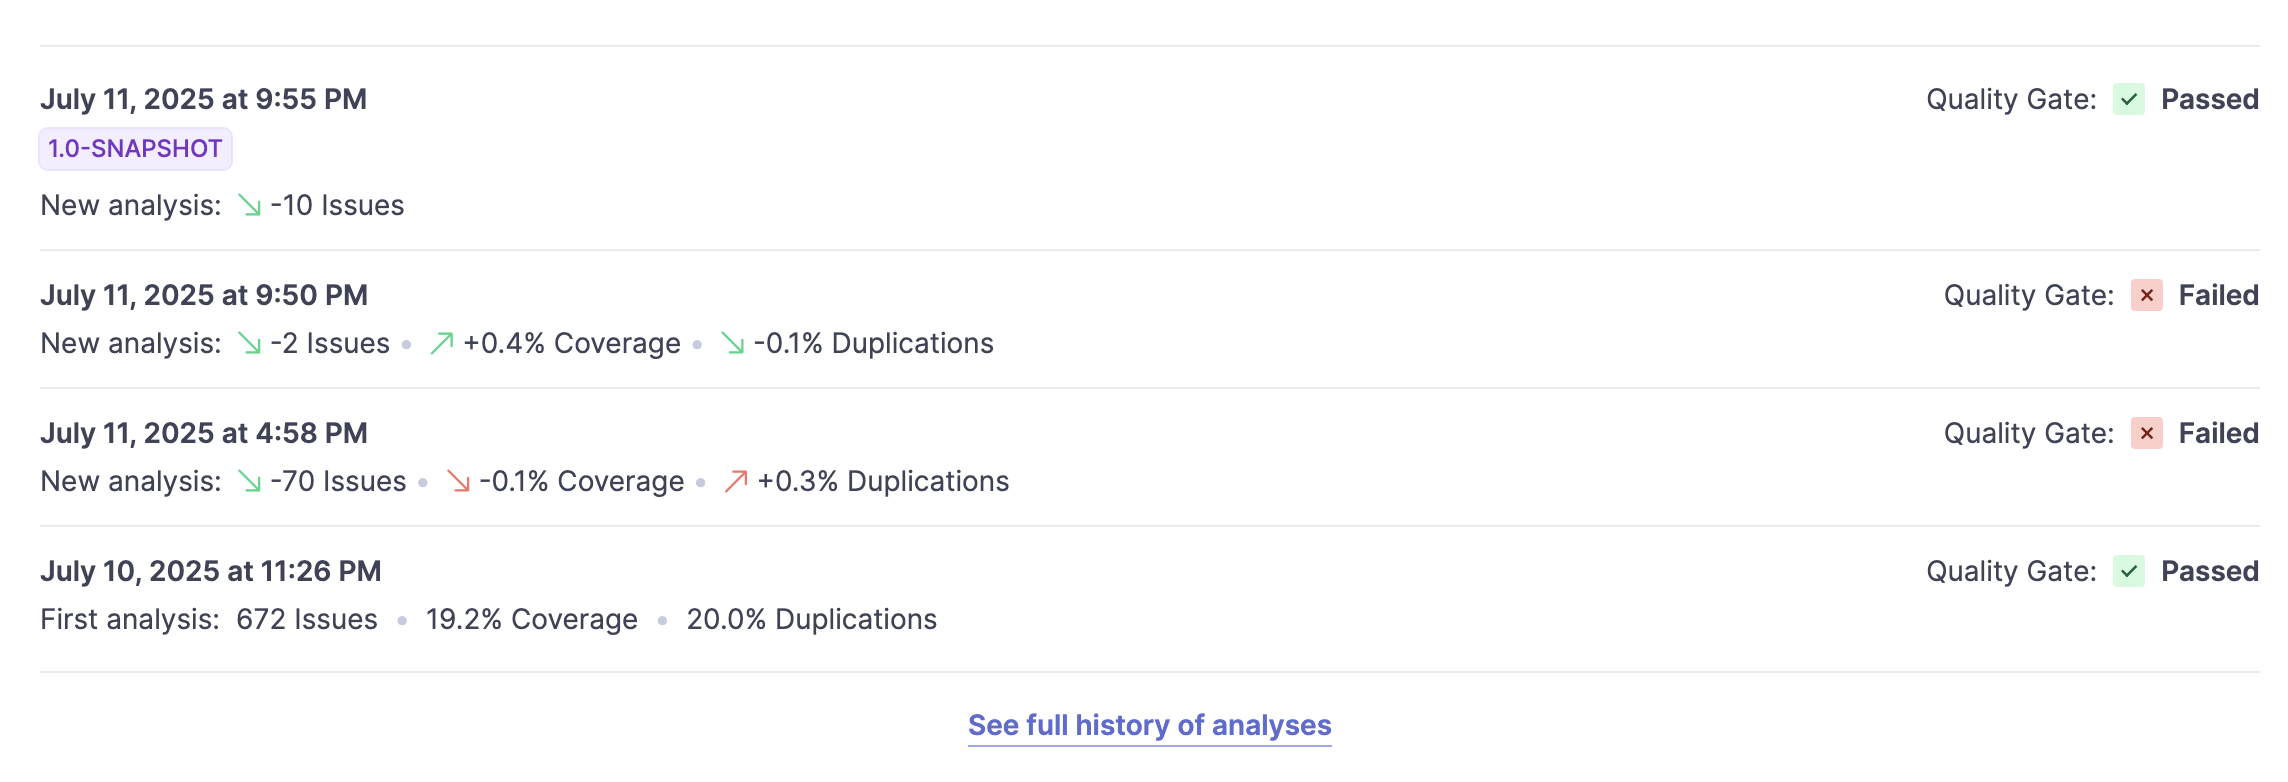 July 11, 2025 at 9:55 PM Quality Gate: Passed
1.0-SNAPSHOT
New analysis: -10 Issues
July 11, 2025 at 9:50 PM Quality Gate: Failed
New analysis: -2 Issues • +0.4% Coverage • -0.1% Duplications
July 11, 2025 at 4:58 PM Quality Gate: Failed
New analysis: -70 Issues • -0.1% Coverage • +0.3% Duplications
July 10, 2025 at 11:26 PM Quality Gate: Passed
First analysis: 672 Issues • 19.2% Coverage • 20.0% Duplications
See full history of analyses